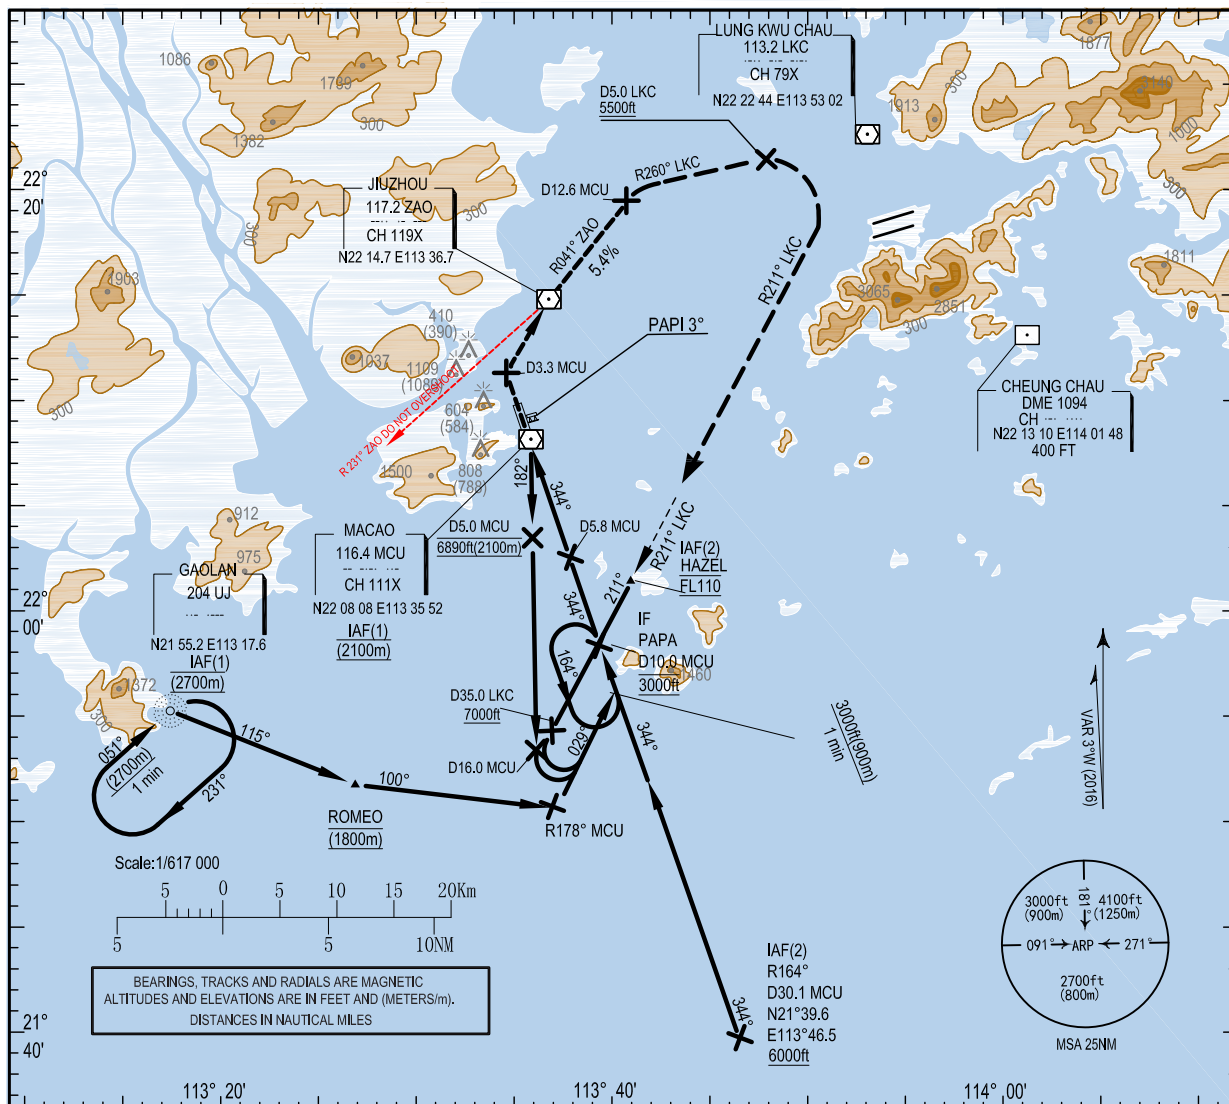 LUNG KWU CHAU
113.2 LKC
CH 79X
N22 22 44 E113 53 02
1877
2140
1913
300
1000
300
1811
1086
1769
1382
300
300
300
D5.0 LKC
5500ft
R260° LKC
D12.6 MCU
22°
20'
JIUZHOU
117.2 ZAO
CH 119X
N22 14.7 E113 36.7
R041° ZAO
5.4%
R211° LKC
1903
300
3065
2851
300
410
(390)
PAPI 3°
1037
1109
(1089)
D3.3 MCU
604
(584)
R 231° ZAO DO NOT OVERSHOOT
CHEUNG CHAU
DME 1094
CH
N22 13 10 E114 01 48
400 FT
1500
808
(788)
182°
344°
912
975
MACAO
116.4 MCU
CH 111X
N22 08 08 E113 35 52
IAF(1)
(2100m)
D5.0 MCU
6890ft(2100m)
D5.8 MCU
R211° LKC
IAF(2)
HAZEL
FL110
211°
GAOLAN
204 UJ
N21 55.2 E113 17.6
IAF(1)
(2700m)
22°
00'
344°
IF
PAPA
D10.0 MCU
3000ft
1460
164°
1372
300
D35.0 LKC
7000ft
029°
D16.0 MCU
344°
3000ft(900m)
1 min
VAR 3°W (2016)
051°
(2700m)
1 min
231°
115°
100°
ROMEO
(1800m)
R178° MCU
Scale:1/617 000
5 0 5 10 15 20Km
5 5 10NM
BEARINGS, TRACKS AND RADIALS ARE MAGNETIC
ALTITUDES AND ELEVATIONS ARE IN FEET AND (METERS/m).
DISTANCES IN NAUTICAL MILES
344°
IAF(2)
R164°
D30.1 MCU
N21°39.6
E113°46.5
6000ft
3000ft
(900m)
181°
4100ft
(1250m)
091° ARP 271°
2700ft
(800m)
MSA 25NM
21°
40'
113° 20' 113° 40' 114° 00'